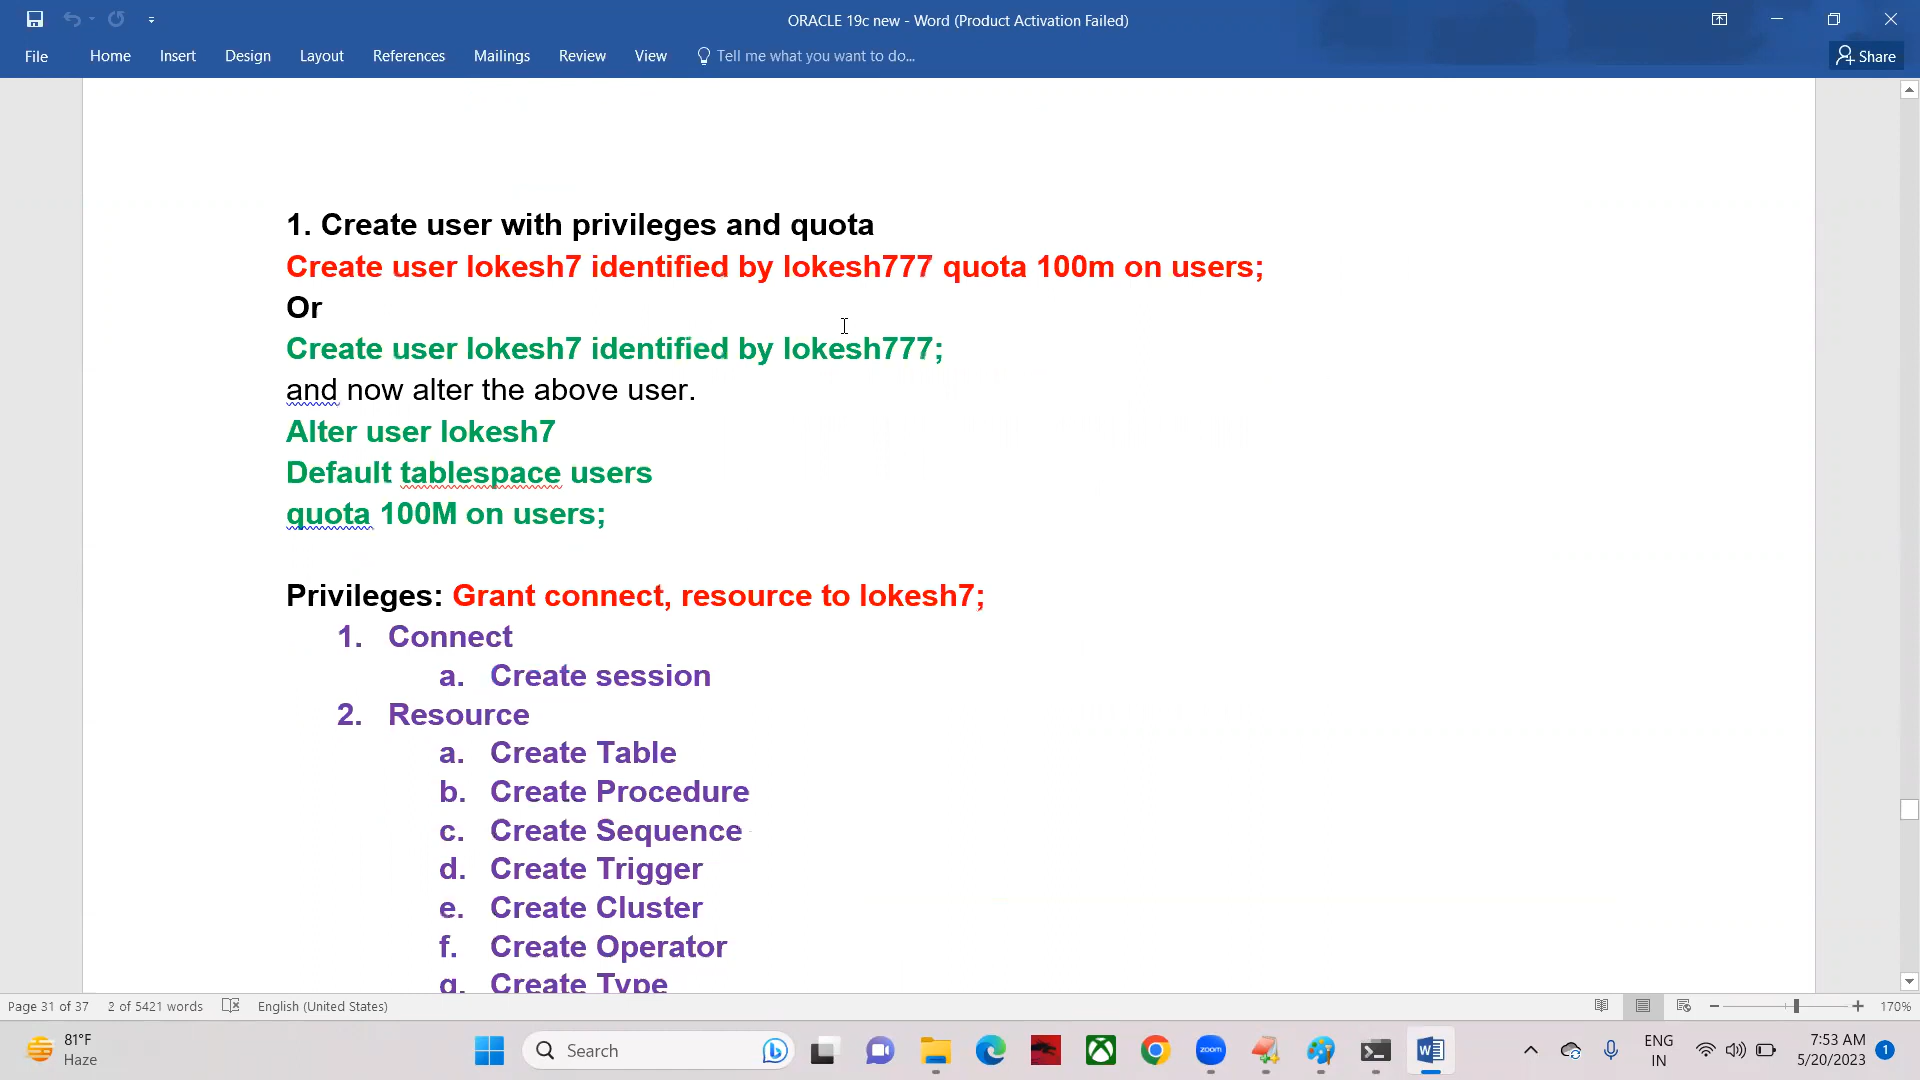 ORACLE 19c new - Word (Product Activation Failed)
File Home Insert Design Layout References Mailings Review View Tell me what you want to do... Share
1. Create user with privileges and quota
Create user lokesh7 identified by lokesh777 quota 100m on users;
Or
Create user lokesh7 identified by lokesh777;
and now alter the above user.
Alter user lokesh7
Default tablespace users
quota 100M on users;
Privileges: Grant connect, resource to lokesh7;
1. Connect
a. Create session
2. Resource
a. Create Table
b. Create Procedure
c. Create Sequence
d. Create Trigger
e. Create Cluster
f. Create Operator
g. Create Type
Page 31 of 37 2 of 5421 words English (United States) 170%
81°F
Haze
Search
zoom
ENG
IN
7:53 AM
5/20/2023
1